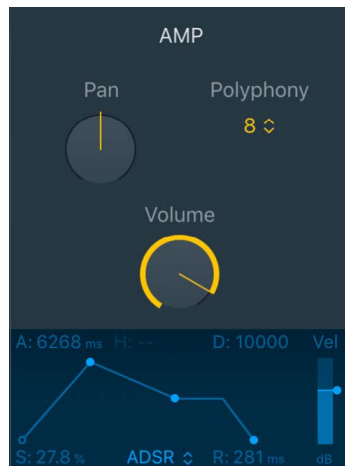 AMP
Pan Polyphony
8
Volume
A: 6268 ms H: -- D: 10000 Vel
S: 27.8 % ADSR R: 281 ms dB